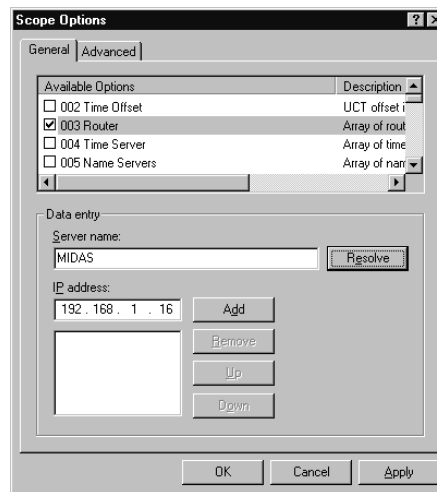 Scope Options
General Advanced
Available Options Description
002 Time Offset UCT offset i
003 Router Array of rout
004 Time Server Array of time
005 Name Servers Array of nam
Data entry
Server name:
MIDAS Resolve
IP address:
192 . 168 . 1 . 16 Add
Remove
Up
Down
OK Cancel Apply